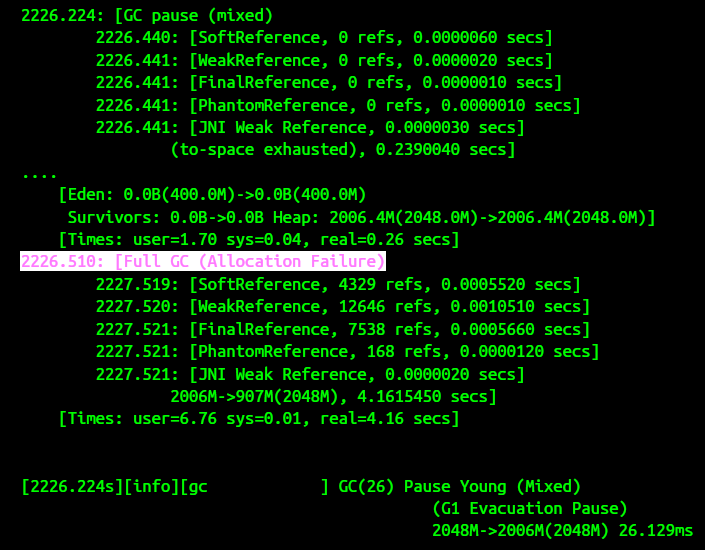 2226.224: [GC pause (mixed)
2226.440: [SoftReference, 0 refs, 0.0000060 secs]
2226.441: [WeakReference, 0 refs, 0.0000020 secs]
2226.441: [FinalReference, 0 refs, 0.0000010 secs]
2226.441: [PhantomReference, 0 refs, 0.0000010 secs]
2226.441: [JNI Weak Reference, 0.0000030 secs]
(to-space exhausted), 0.2390040 secs]
....
[Eden: 0.0B(400.0M)->0.0B(400.0M)
Survivors: 0.0B->0.0B Heap: 2006.4M(2048.0M)->2006.4M(2048.0M)]
[Times: user=1.70 sys=0.04, real=0.26 secs]
2226.510: [Full GC (Allocation Failure)
2227.519: [SoftReference, 4329 refs, 0.0005520 secs]
2227.520: [WeakReference, 12646 refs, 0.0010510 secs]
2227.521: [FinalReference, 7538 refs, 0.0005660 secs]
2227.521: [PhantomReference, 168 refs, 0.0000120 secs]
2227.521: [JNI Weak Reference, 0.0000020 secs]
2006M->907M(2048M), 4.1615450 secs]
[Times: user=6.76 sys=0.01, real=4.16 secs]
[2226.224s][info][gc ] GC(26) Pause Young (Mixed)
(G1 Evacuation Pause)
2048M->2006M(2048M) 26.129ms